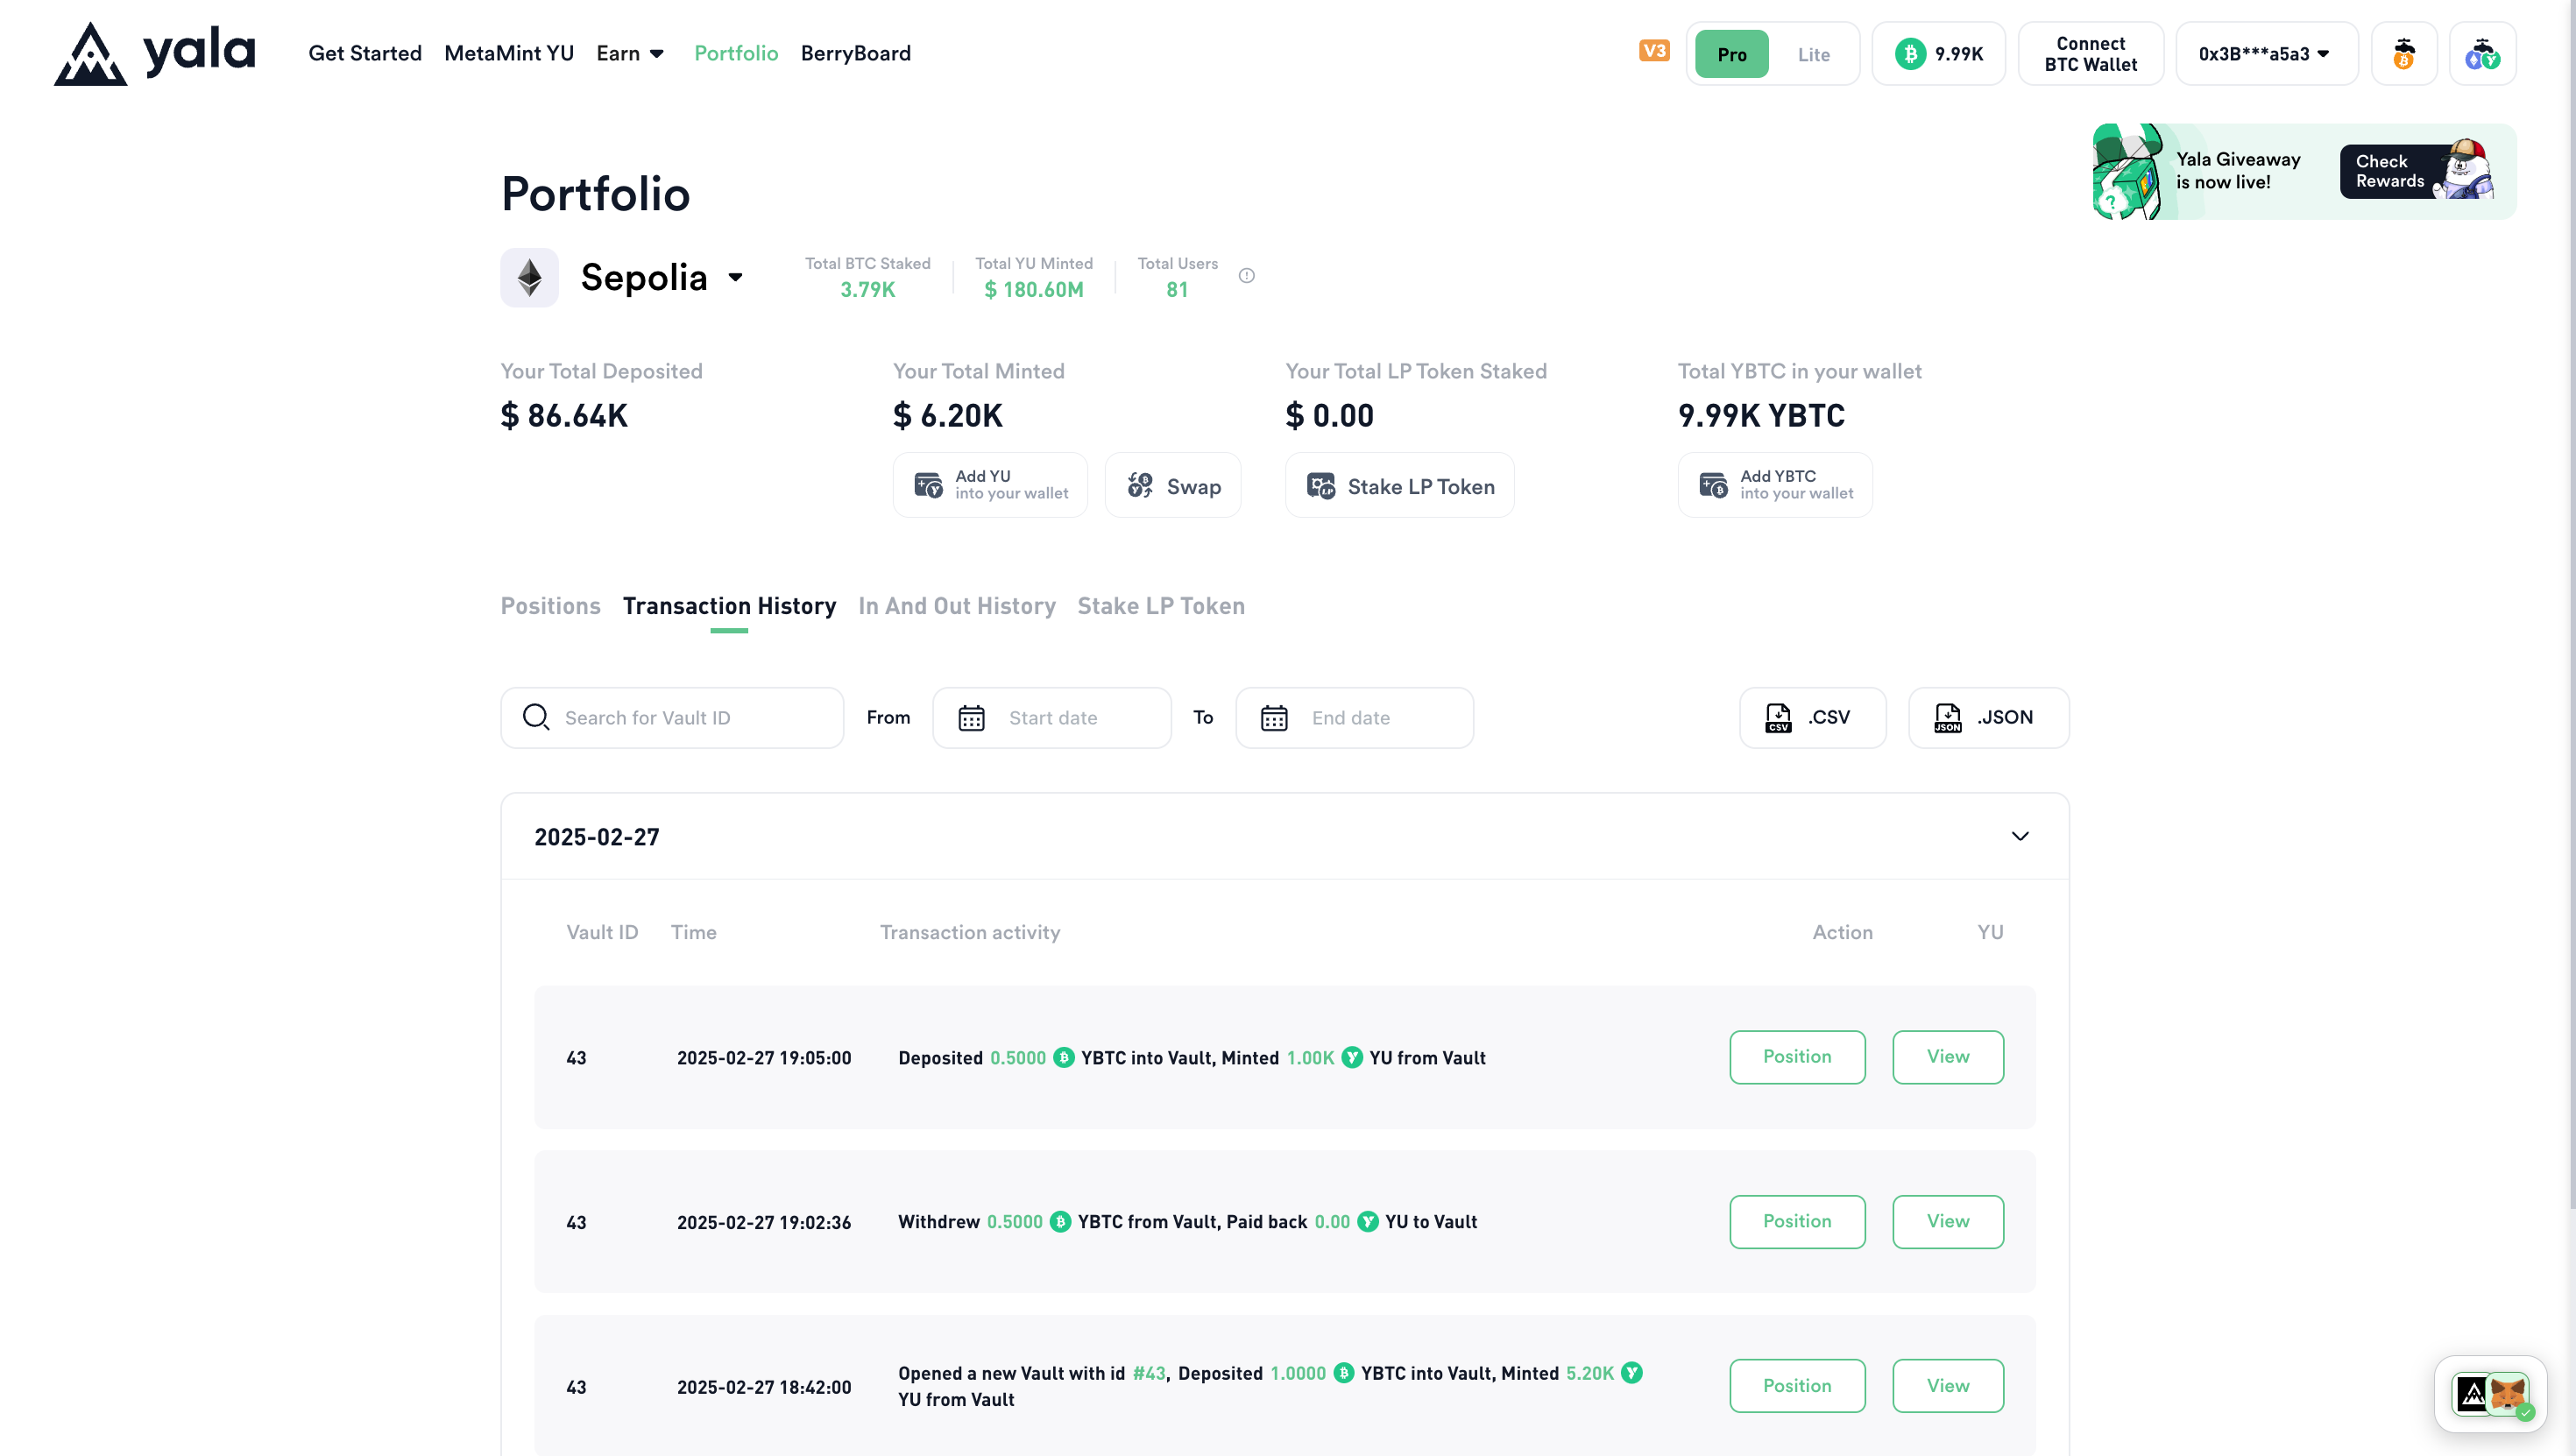 yala
Get Started
MetaMint YU
Earn
Portfolio
BerryBoard
V3
Pro
Lite
9.99K
Connect
BTC Wallet
0x3B***a5a3
Yala Giveaway
is now live!
Check
Rewards
Portfolio
Sepolia
Total BTC Staked
3.79K
Total YU Minted
$ 180.60M
Total Users
81
Your Total Deposited
$ 86.64K
Your Total Minted
$ 6.20K
Add YU
into your wallet
Swap
Your Total LP Token Staked
$ 0.00
Stake LP Token
Total YBTC in your wallet
9.99K YBTC
Add YBTC
into your wallet
Positions
Transaction History
In And Out History
Stake LP Token
Search for Vault ID
From
Start date
To
End date
CSV
.CSV
JSON
.JSON
2025-02-27
Vault ID
Time
Transaction activity
Action
YU
43
2025-02-27 19:05:00
Deposited 0.5000 YBTC into Vault, Minted 1.00K YU from Vault
Position
View
43
2025-02-27 19:02:36
Withdrew 0.5000 YBTC from Vault, Paid back 0.00 YU to Vault
Position
View
43
2025-02-27 18:42:00
Opened a new Vault with id #43, Deposited 1.0000 YBTC into Vault, Minted 5.20K
YU from Vault
Position
View